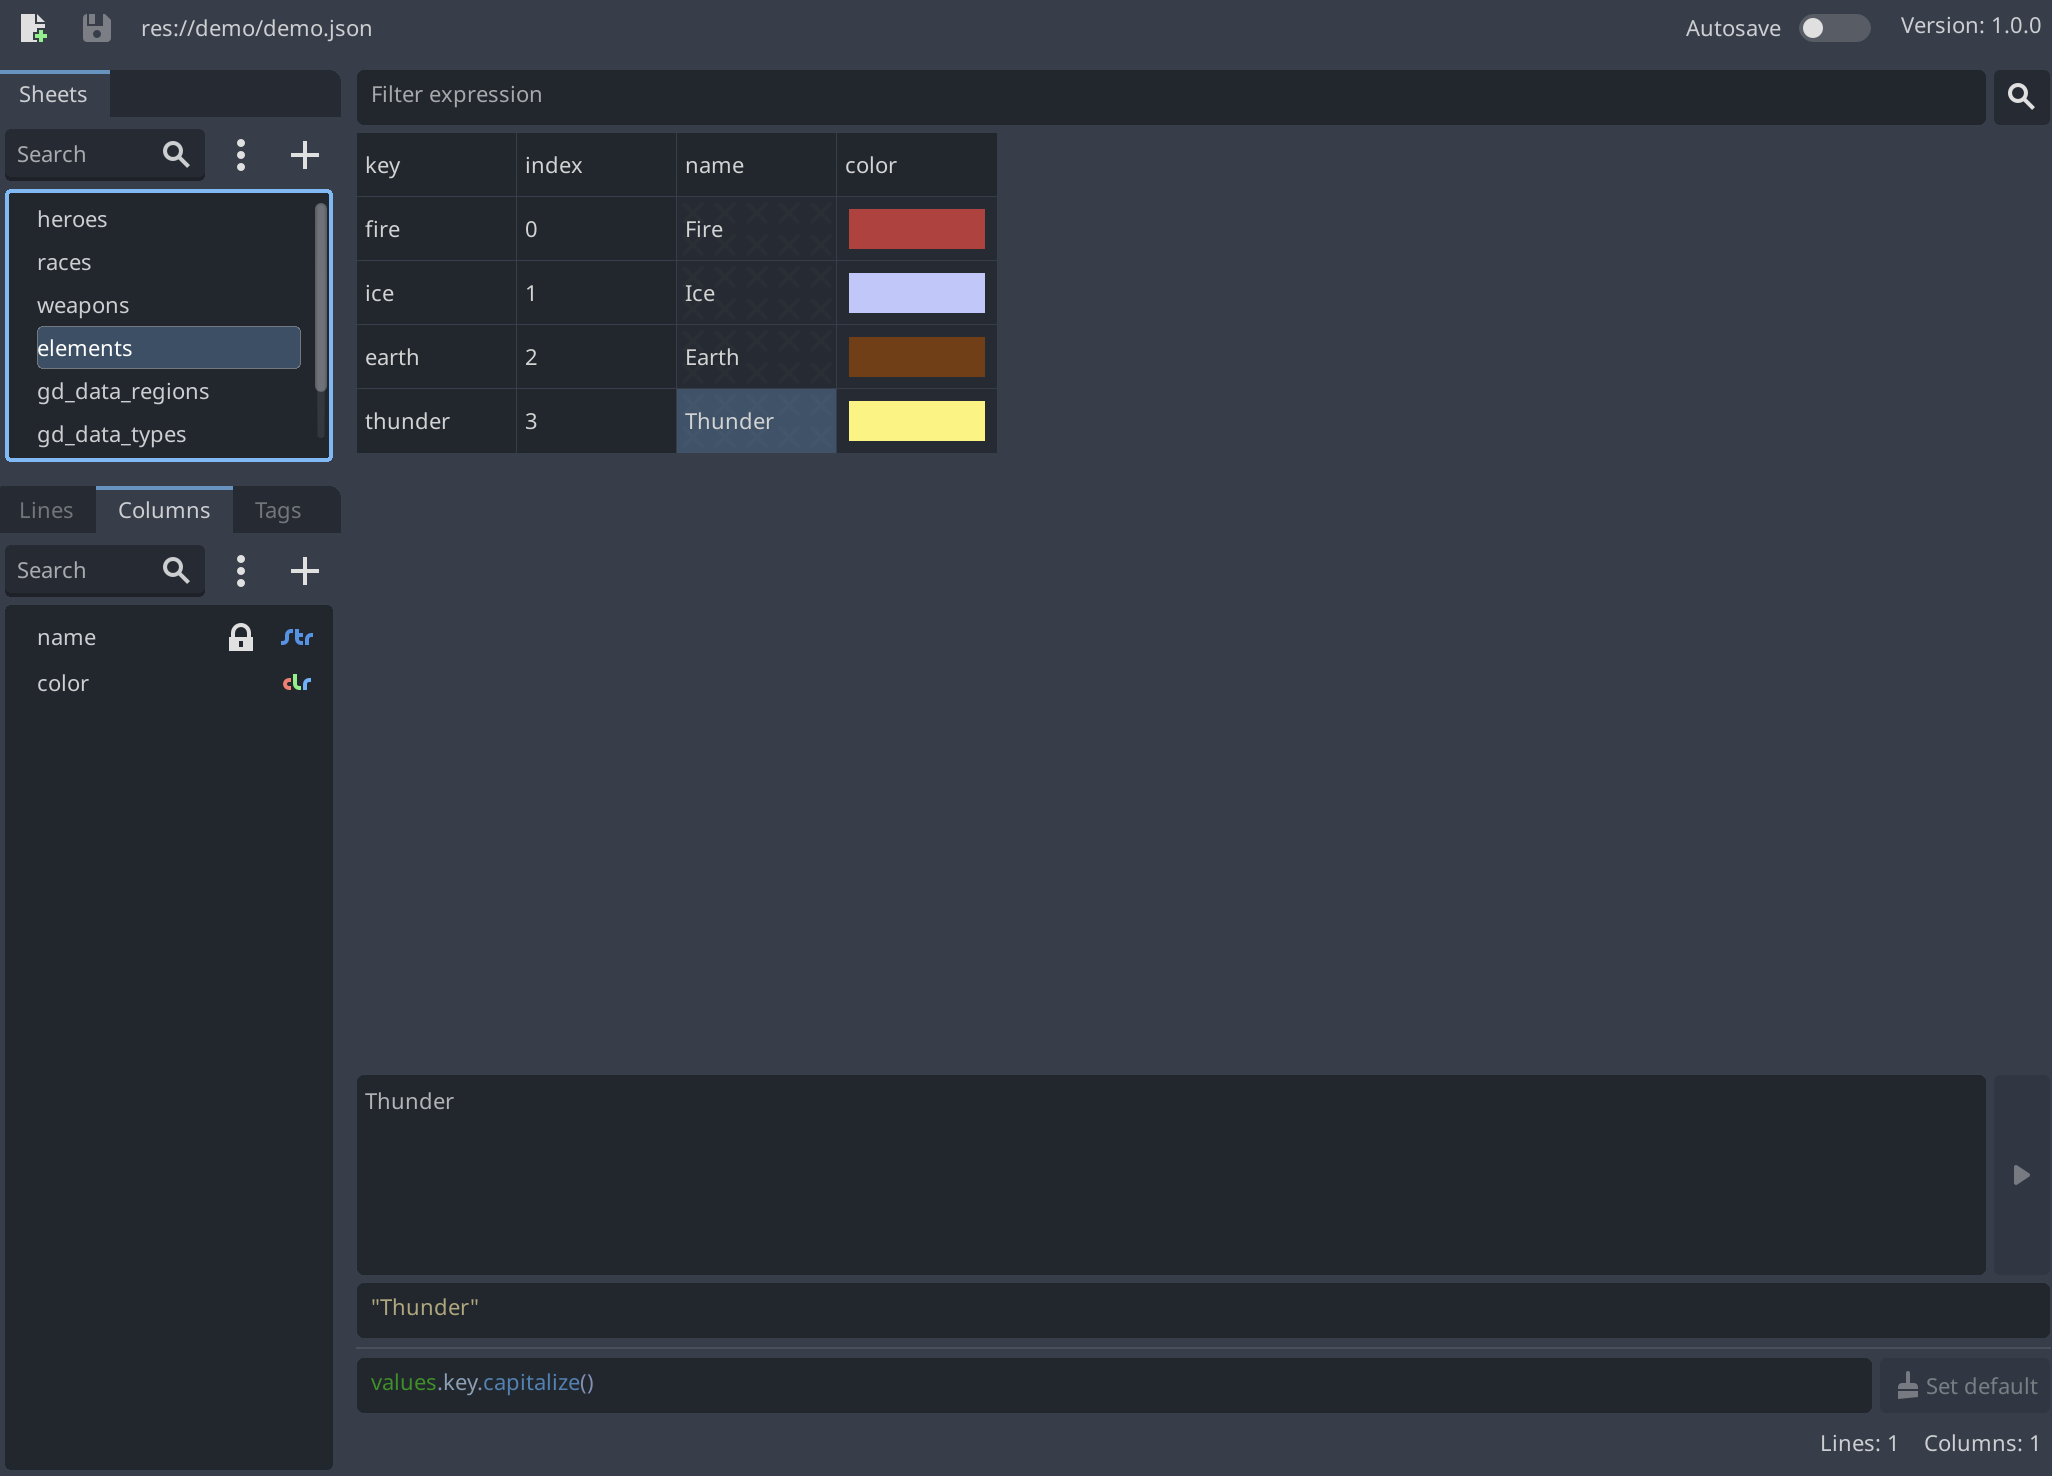 res://demo/demo.json
Autosave
Version: 1.0.0
Sheets
Search
heroes
races
weapons
elements
gd_data_regions
gd_data_types
Lines Columns Tags
Search
name Str
color clr
Filter expression
key index name color
fire 0 Fire
ice 1 Ice
earth 2 Earth
thunder 3 Thunder
Thunder
"Thunder"
values.key.capitalize()
Set default
Lines: 1 Columns: 1